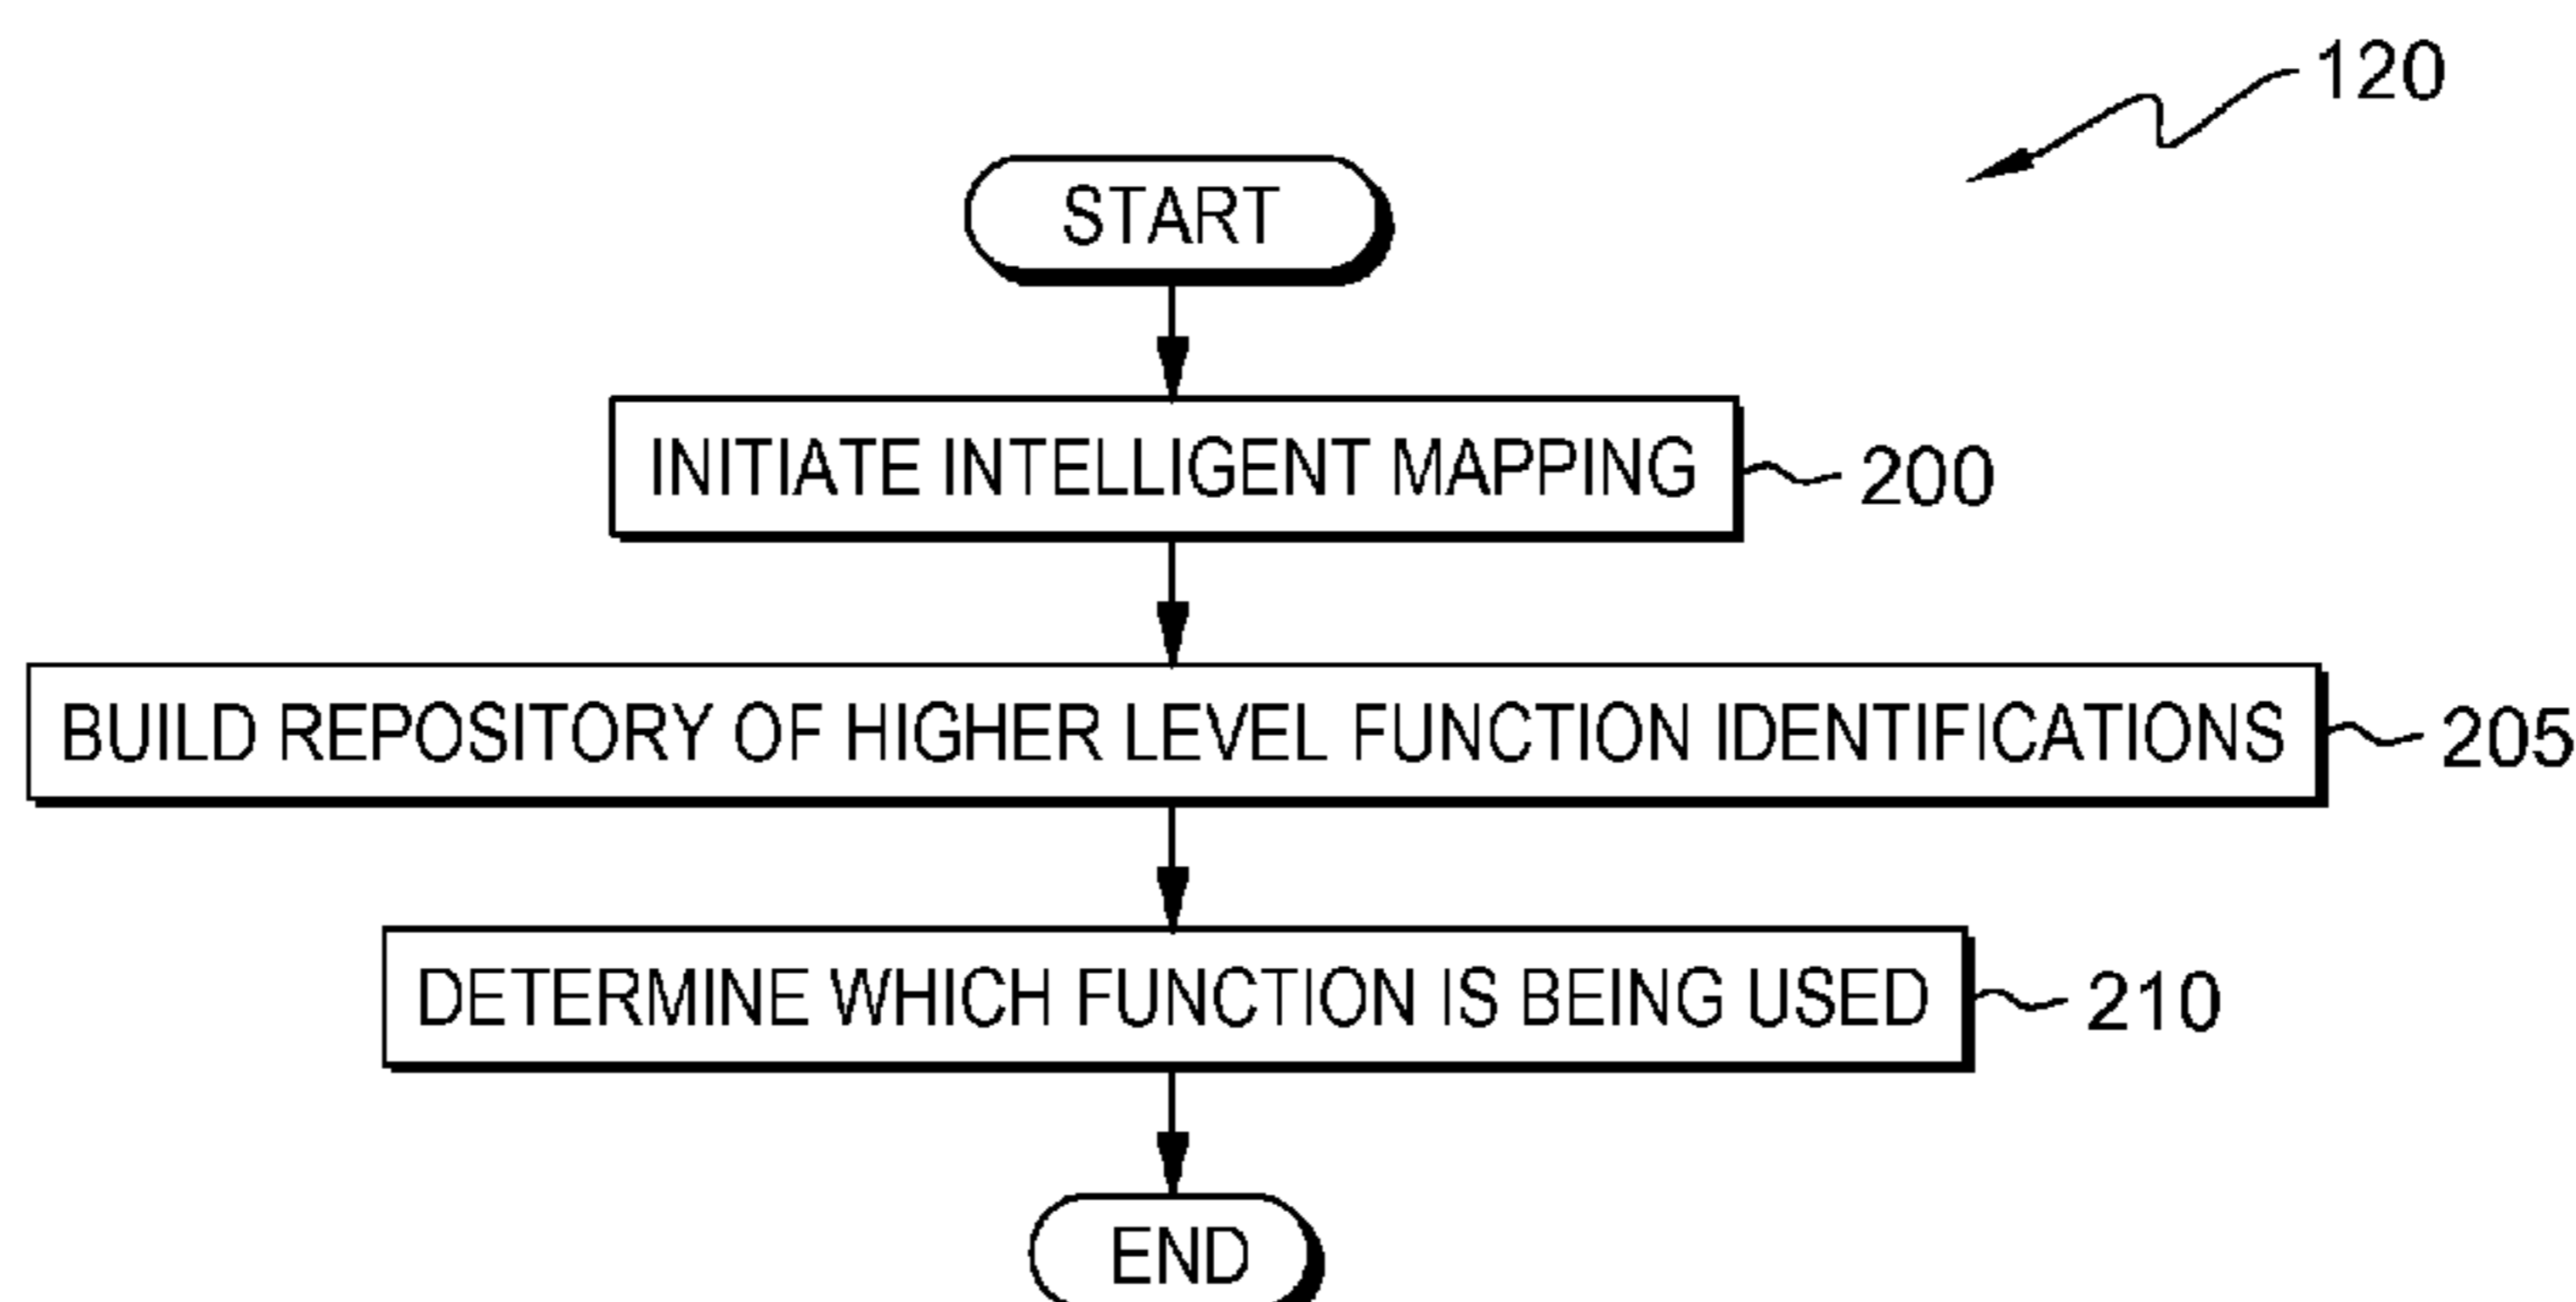 120
START
INITIATE INTELLIGENT MAPPING
200
BUILD REPOSITORY OF HIGHER LEVEL FUNCTION IDENTIFICATIONS
205
DETERMINE WHICH FUNCTION IS BEING USED
210
END